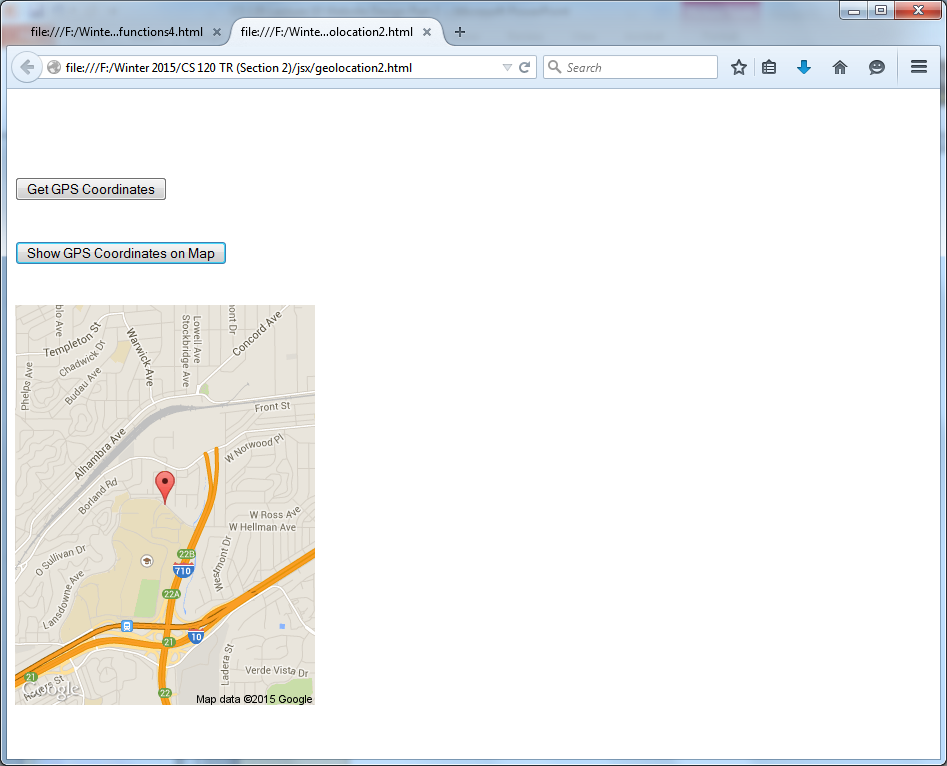 file:///F:/Winte...functions4.html
file:///F:/Winte...olocation2.html
file:///F:/Winter 2015/CS 120 TR (Section 2)/jsx/geolocation2.html
Search
Get GPS Coordinates
Show GPS Coordinates on Map
Templeton St
Chadwick Dr
Budau Ave
Phelps Ave
Warwick Ave
Stockbridge Ave
Lowell Ave
Concord Ave
Front St
Alhambra Ave
W Norwood Pl
Borland Rd
W Ross Ave
W Hellman Ave
O Sullivan Dr
22B
710
Westmont Dr
Lansdowne Ave
22A
10
21
Ladera St
Verde Vista Dr
21
22
Google
Map data ©2015 Google